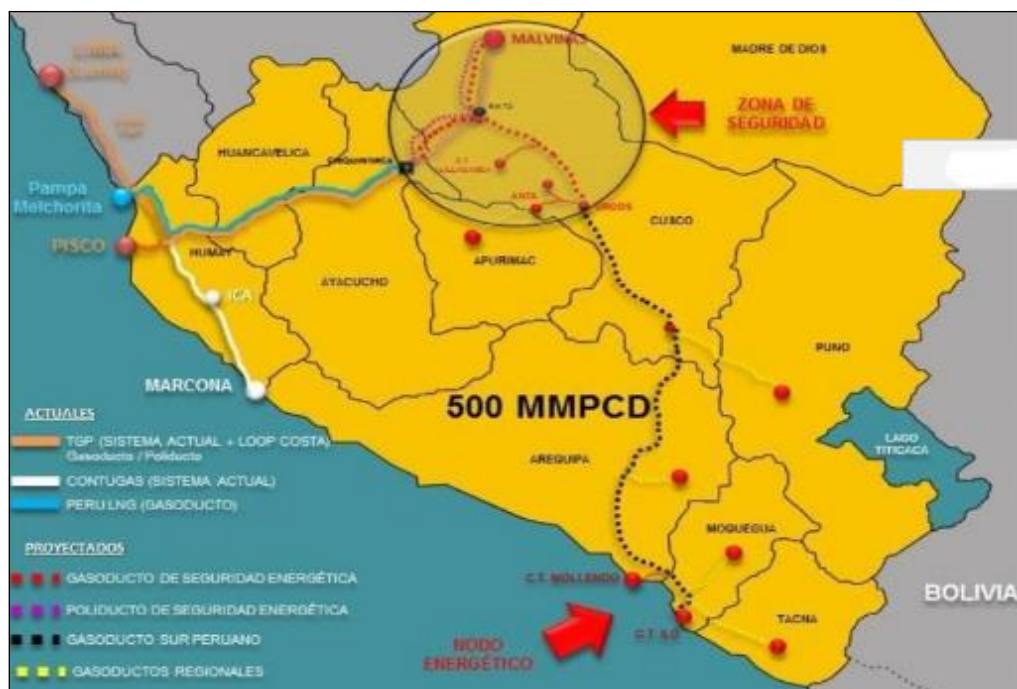 MALVINAS
MADRE DE DIOS
ZONA DE
SEGURIDAD
HUANCAVELICA
Pampa
Melchorita
ANTA
URCOS
CUSCO
PISCO
HUMAY
APURIMAC
AYACUCHO
ICA
PUNO
MARCONA
500 MMPCD
ACTUALES
TGP (SISTEMA ACTUAL + LOOP COSTA)
Gasoducto / Poliducto
LAGO
TITICACA
AREQUIPA
CONTUGAS (SISTEMA ACTUAL)
PERU LNG (GASODUCTO)
MOQUEGUA
PROYECTADOS
GASODUCTO DE SEGURIDAD ENERGÉTICA
C.T. MOLLENDO
BOLIVIA
POLIDUCTO DE SEGURIDAD ENERGÉTICA
TACNA
GASODUCTO SUR PERUANO
NODO
ENERGÉTICO
GASODUCTOS REGIONALES